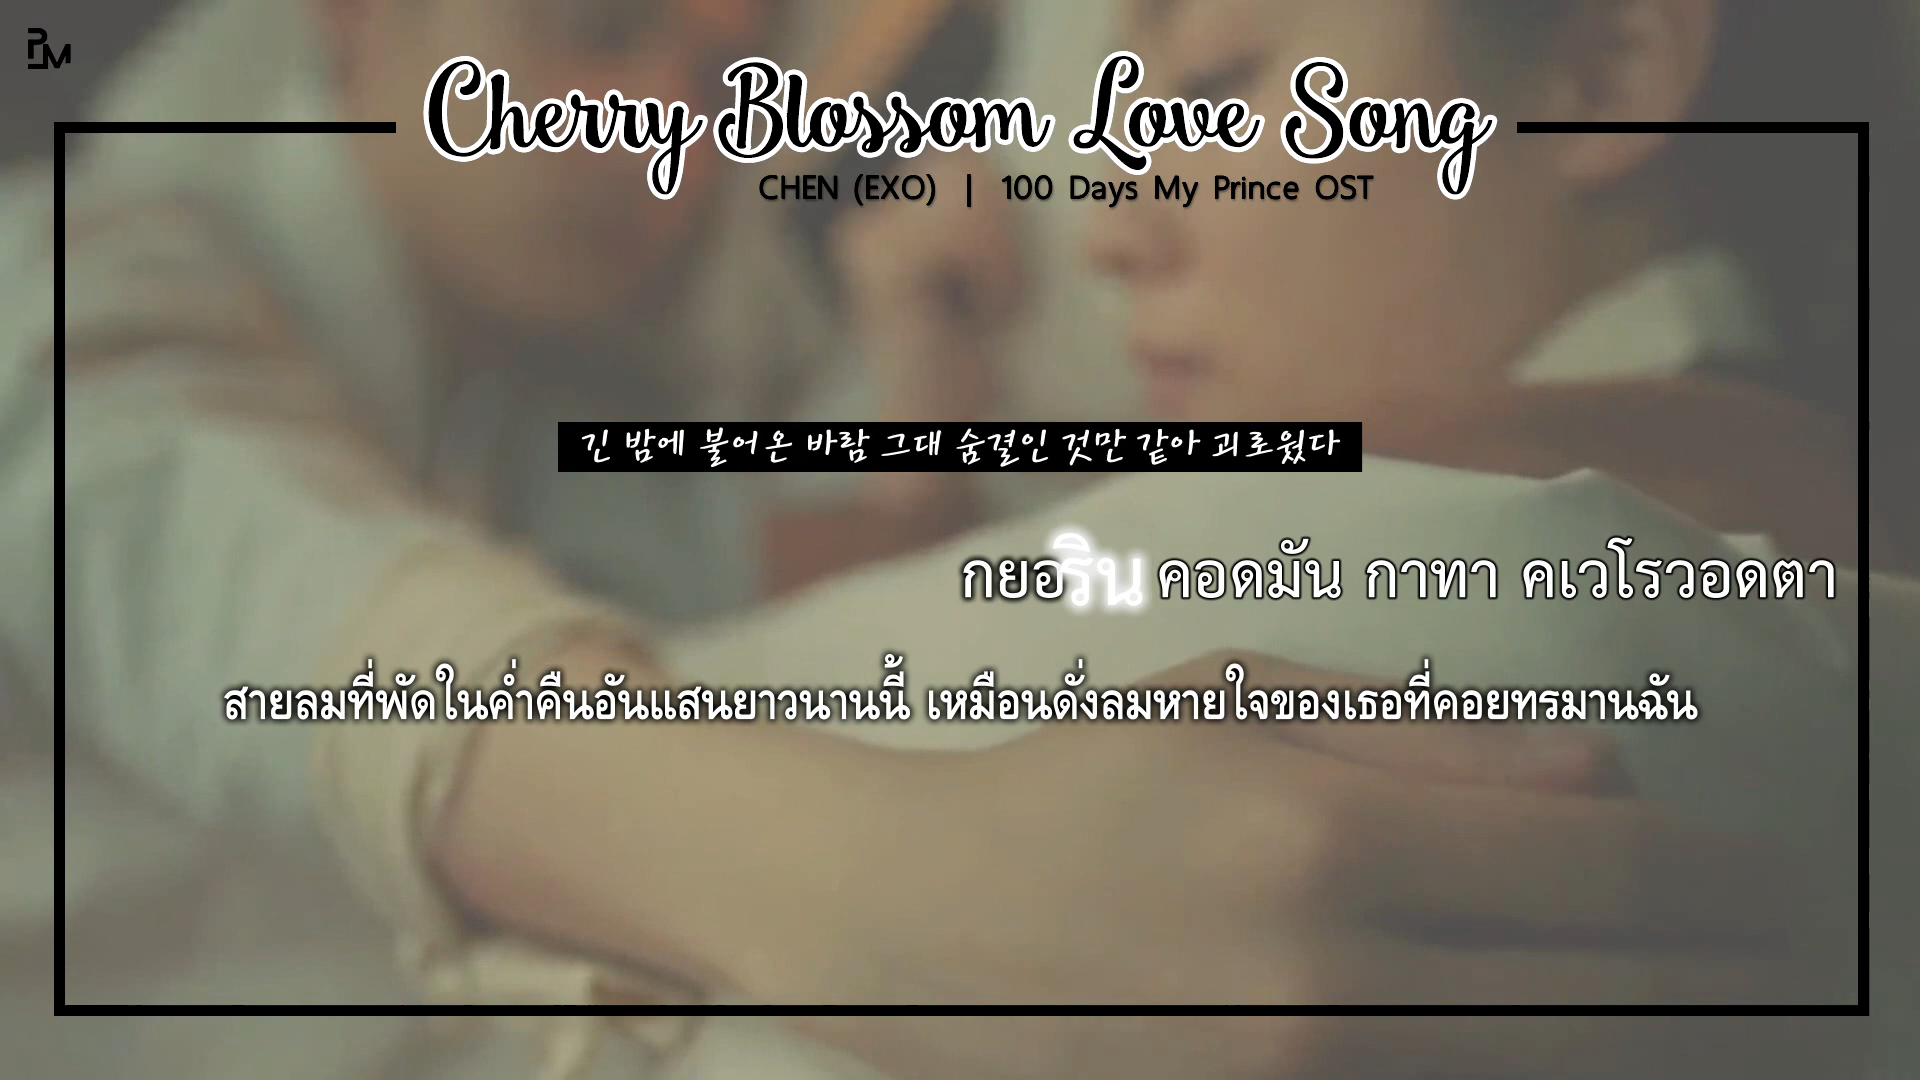 PM
Cherry Blossom Love Song
CHEN (EXO) | 100 Days My Prince OST
긴 밤에 불어온 바람 그대 숨결인 것만 같아 괴로웠다
กยอริน คอดมัน กาทา คเวโรวอดตา
สายลมที่พัดในค่ำคืนอันแสนยาวนานนี้ เหมือนดั่งลมหายใจของเธอที่คอยทรมานฉัน